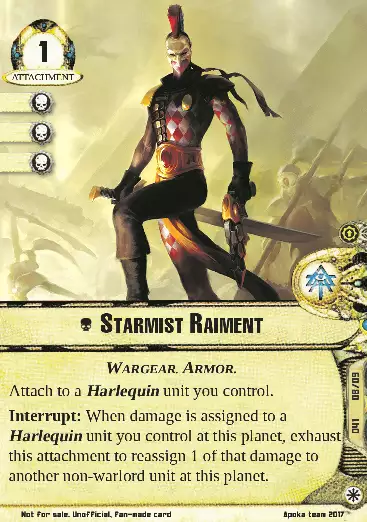 1
ATTACHMENT
STARMIST RAIMENT
WARGEAR. ARMOR.
Attach to a Harlequin unit you control.
Interrupt: When damage is assigned to a
Harlequin unit you control at this planet, exhaust
this attachment to reassign 1 of that damage to
another non-warlord unit at this planet.
Not for sale. Unofficial, Fan-made card
Apoka team 2017